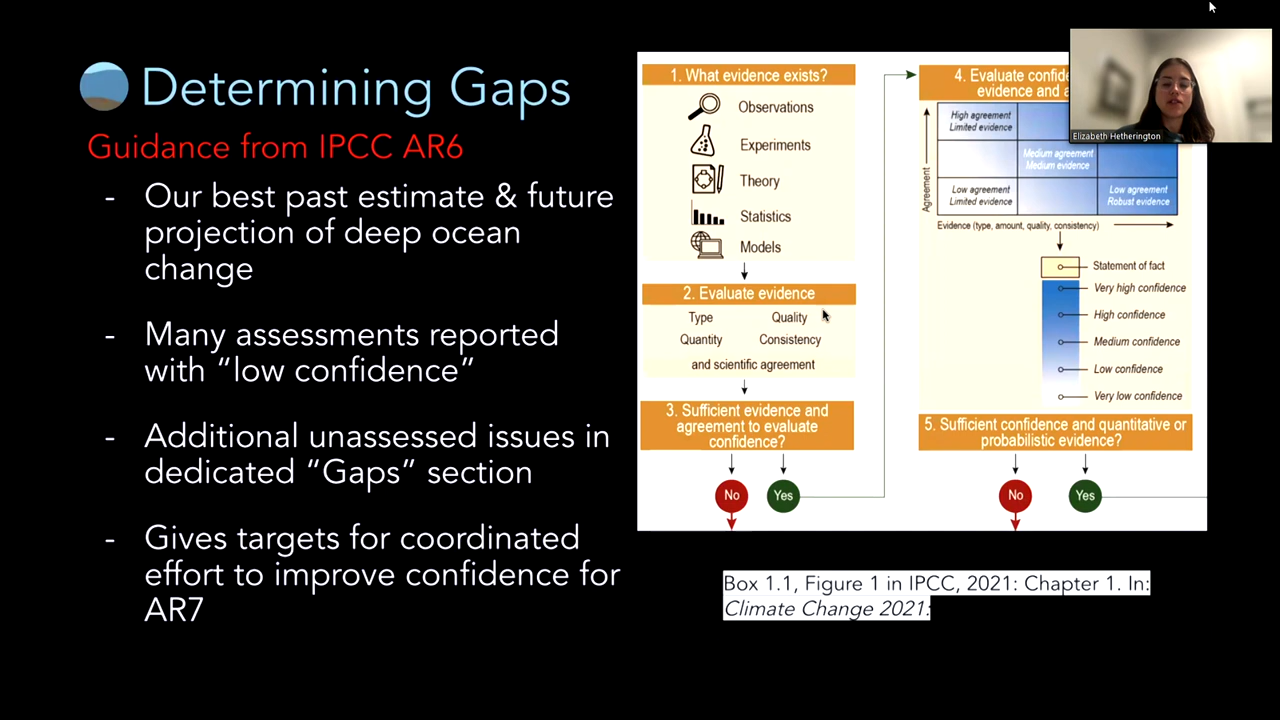 Determining Gaps
Guidance from IPCC AR6
- Our best past estimate & future
projection of deep ocean
change
- Many assessments reported
with “low confidence”
- Additional unassessed issues in
dedicated “Gaps” section
- Gives targets for coordinated
effort to improve confidence for
AR7
1. What evidence exists?
Observations
Experiments
Theory
Statistics
Models
2. Evaluate evidence
Type Quality
Quantity Consistency
and scientific agreement
3. Sufficient evidence and
agreement to evaluate
confidence?
No Yes
4. Evaluate
evidence and
High agreement
Limited evidence
Medium agreement
Medium evidence
Low agreement
Limited evidence
Low agreement
Robust evidence
Agreement
Evidence (type, amount, quality, consistency)
Statement of fact
Very high confidence
High confidence
Medium confidence
Low confidence
Very low confidence
5. Sufficient confidence and quantitative or
probabilistic evidence?
No Yes
Elizabeth Hetherington
Box 1.1, Figure 1 in IPCC, 2021: Chapter 1. In:
Climate Change 2021: